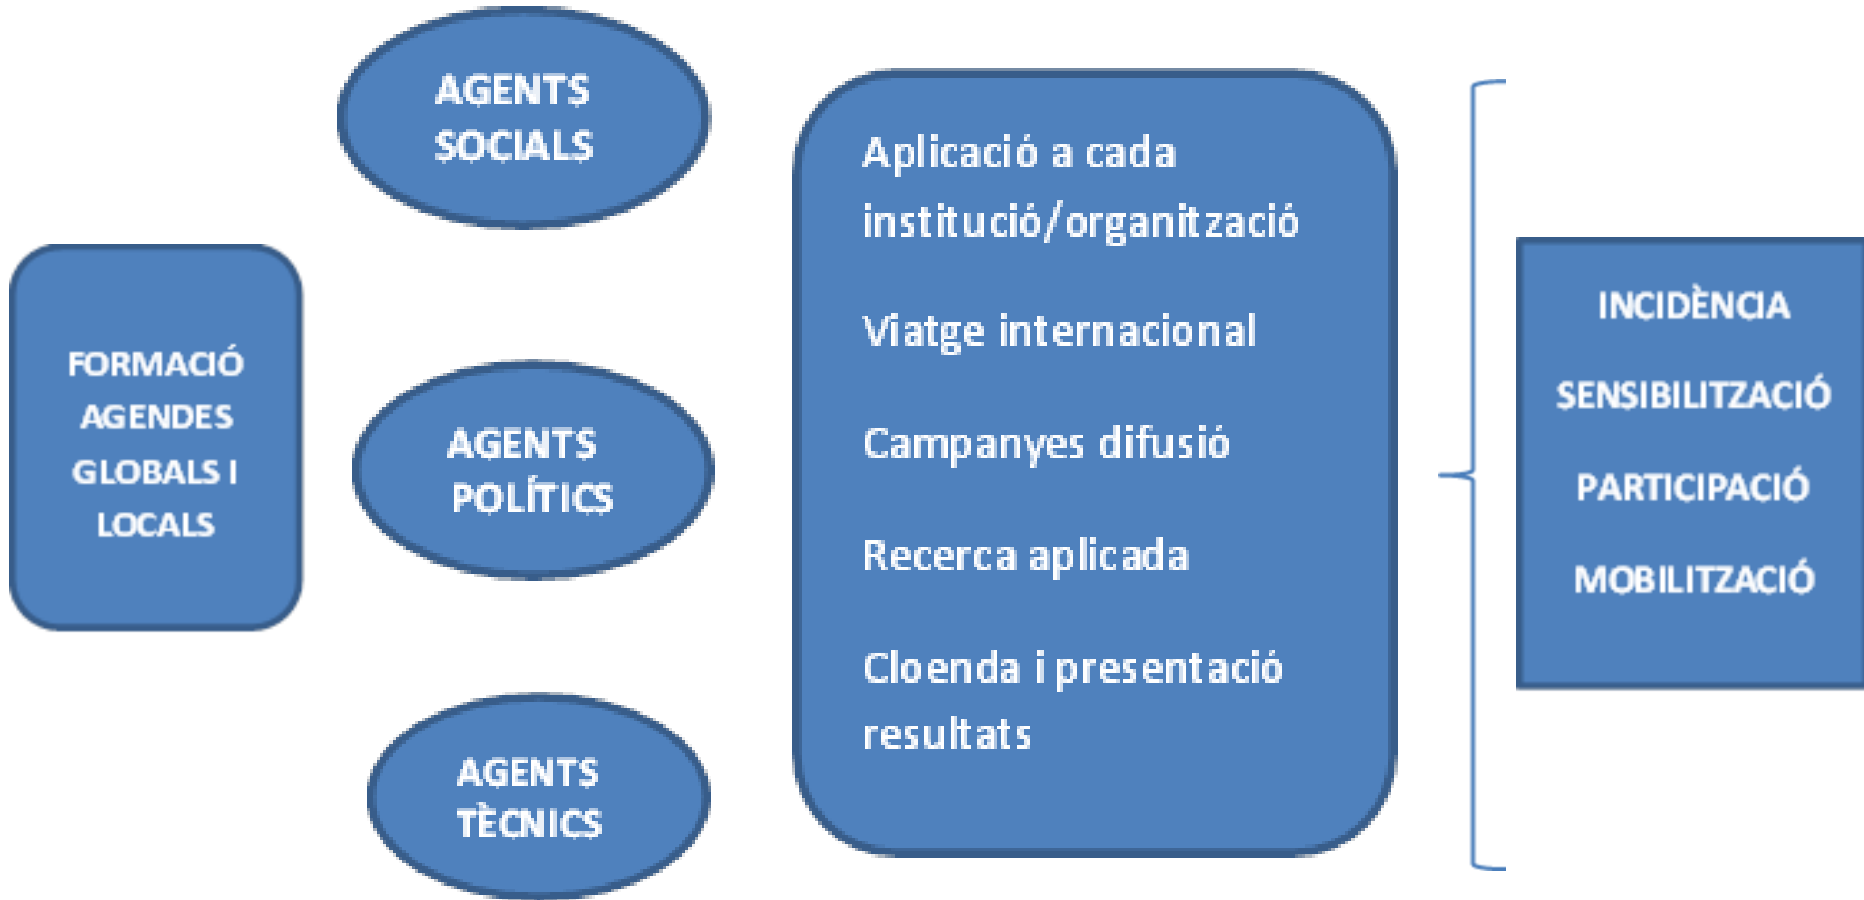 FORMACIÓ
AGENDES
GLOBALS I
LOCALS
AGENTS
SOCIALS
AGENTS
POLÍTICS
AGENTS
TÈCNICS
Aplicació a cada
institució/organització
Viatge internacional
Campanyes difusió
Recerca aplicada
Cloenda i presentació
resultats
INCIDÈNCIA
SENSIBILITZACIÓ
PARTICIPACIÓ
MOBILITZACIÓ